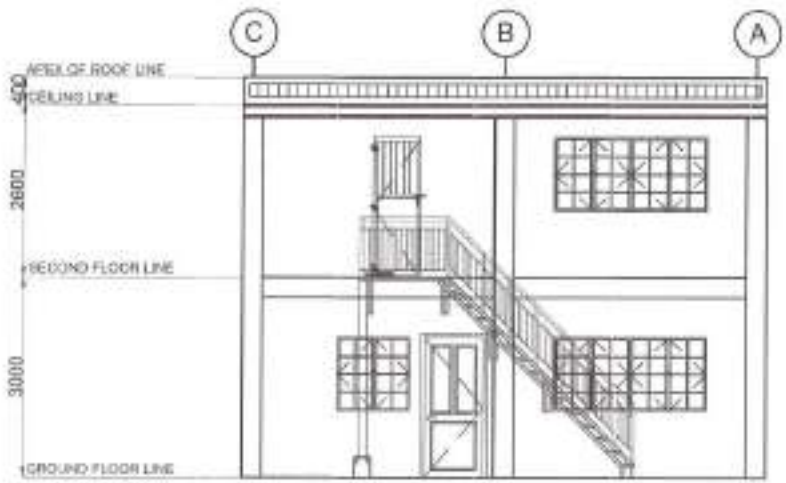 C B A
APEX OF ROOF LINE
400
CEILING LINE
2600
SECOND FLOOR LINE
3000
GROUND FLOOR LINE